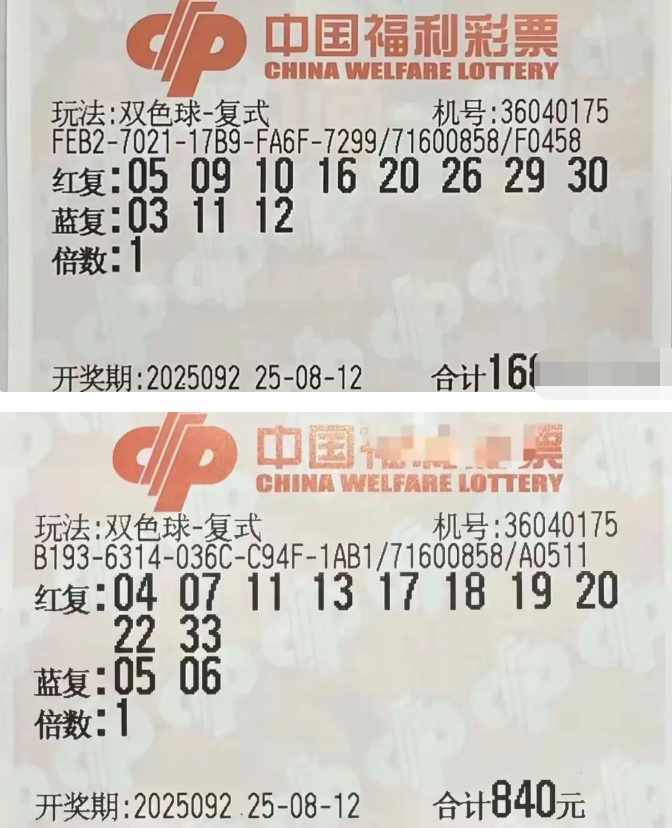 中国福利彩票
CHINA WELFARE LOTTERY
玩法:双色球-复式 机号:36040175
FEB2-7021-17B9-FA6F-7299/71600858/F0458
红复:05 09 10 16 20 26 29 30
蓝复:03 11 12
倍数:1
开奖期:2025092 25-08-12 合计16
中国 票
CHINA WELFARE LOTTERY
玩法:双色球-复式 机号:36040175
B193-6314-036C-C94F-1AB1/71600858/A0511
红复:04 07 11 13 17 18 19 20
22 33
蓝复:05 06
倍数:1
开奖期:2025092 25-08-12 合计840元